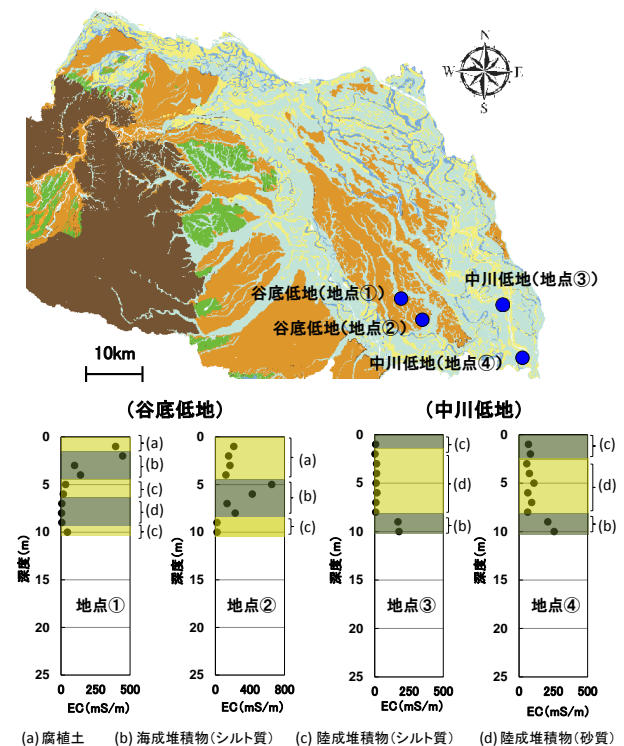 N
W E
S
谷底低地(地点①)
中川低地(地点③)
谷底低地(地点②)
10km
中川低地(地点④)
(谷底低地)
(中川低地)
0
5
10
15
20
25
深度(m)
(a)
(b)
(c)
(d)
(c)
地点①
0 500
EC(mS/m)
0
5
10
15
20
25
深度(m)
(a)
(b)
(c)
地点②
0 400 800
EC(mS/m)
0
5
10
15
20
25
深度(m)
(c)
(d)
(b)
地点③
0 500
EC(mS/m)
0
5
10
15
20
25
深度(m)
(c)
(d)
(b)
地点④
0 500
EC(mS/m)
(a)腐植土 (b)海成堆積物(シルト質) (c)陸成堆積物(シルト質) (d)陸成堆積物(砂質)